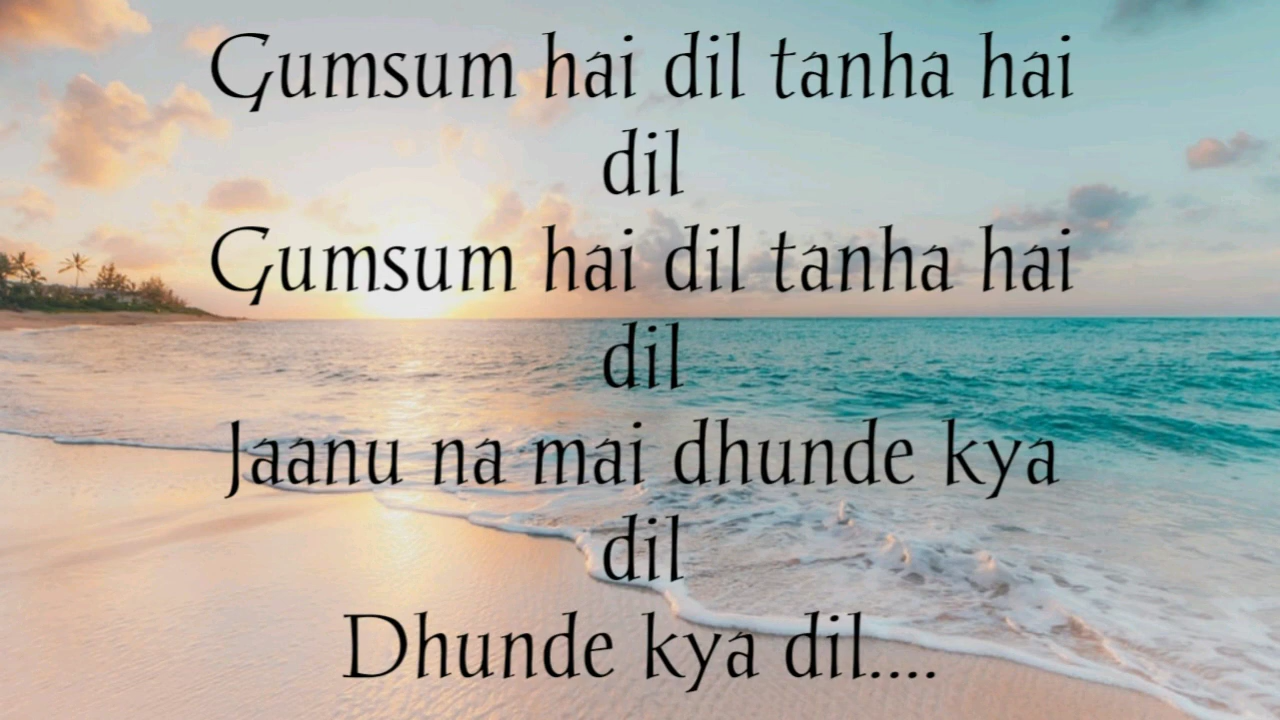 Gumsum hai dil tanha hai
dil
Gumsum hai dil tanha hai
dil
Jaanu na mai dhunde kya
dil
Dhunde kya dil....